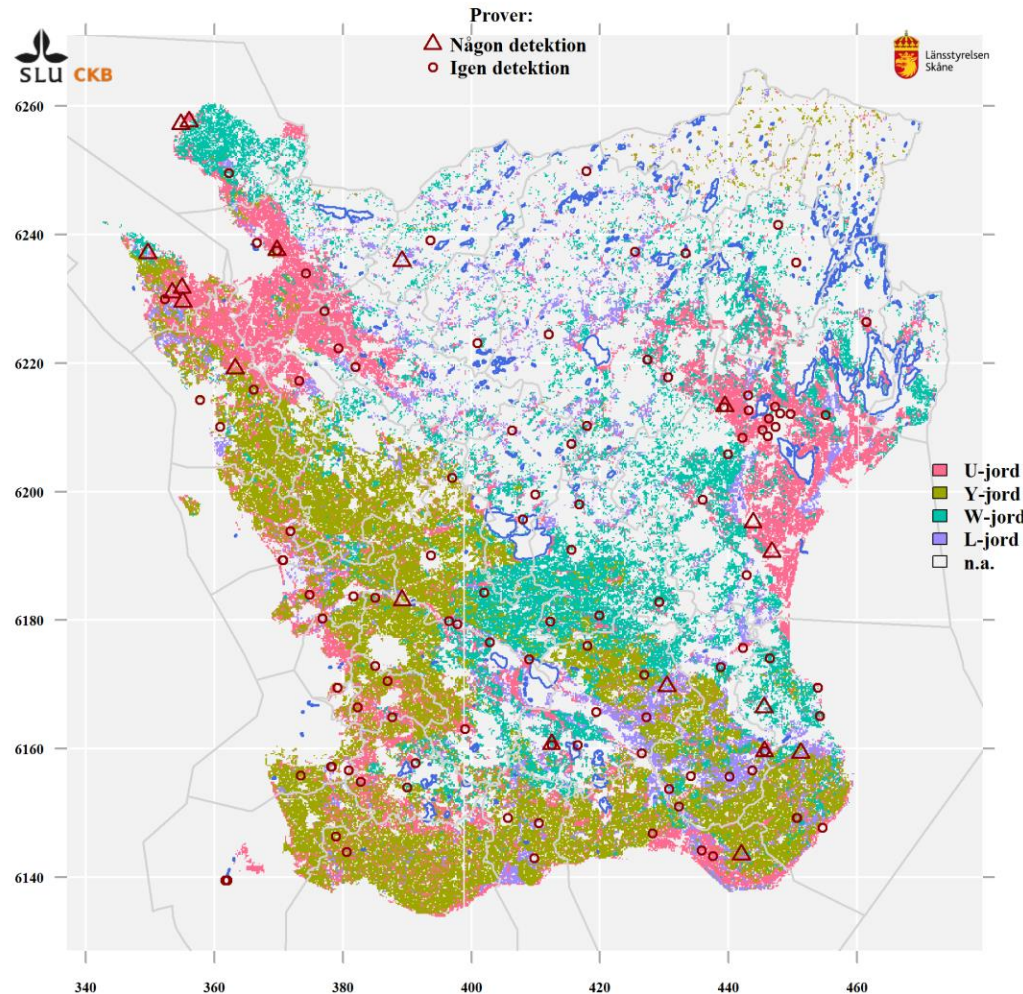 Prover:
Någon detektion
Igen detektion
SLU CKB
Länsstyrelsen
Skåne
6260
6240
6220
6200
6180
6160
6140
U-jord
Y-jord
W-jord
L-jord
n.a.
340 360 380 400 420 440 460